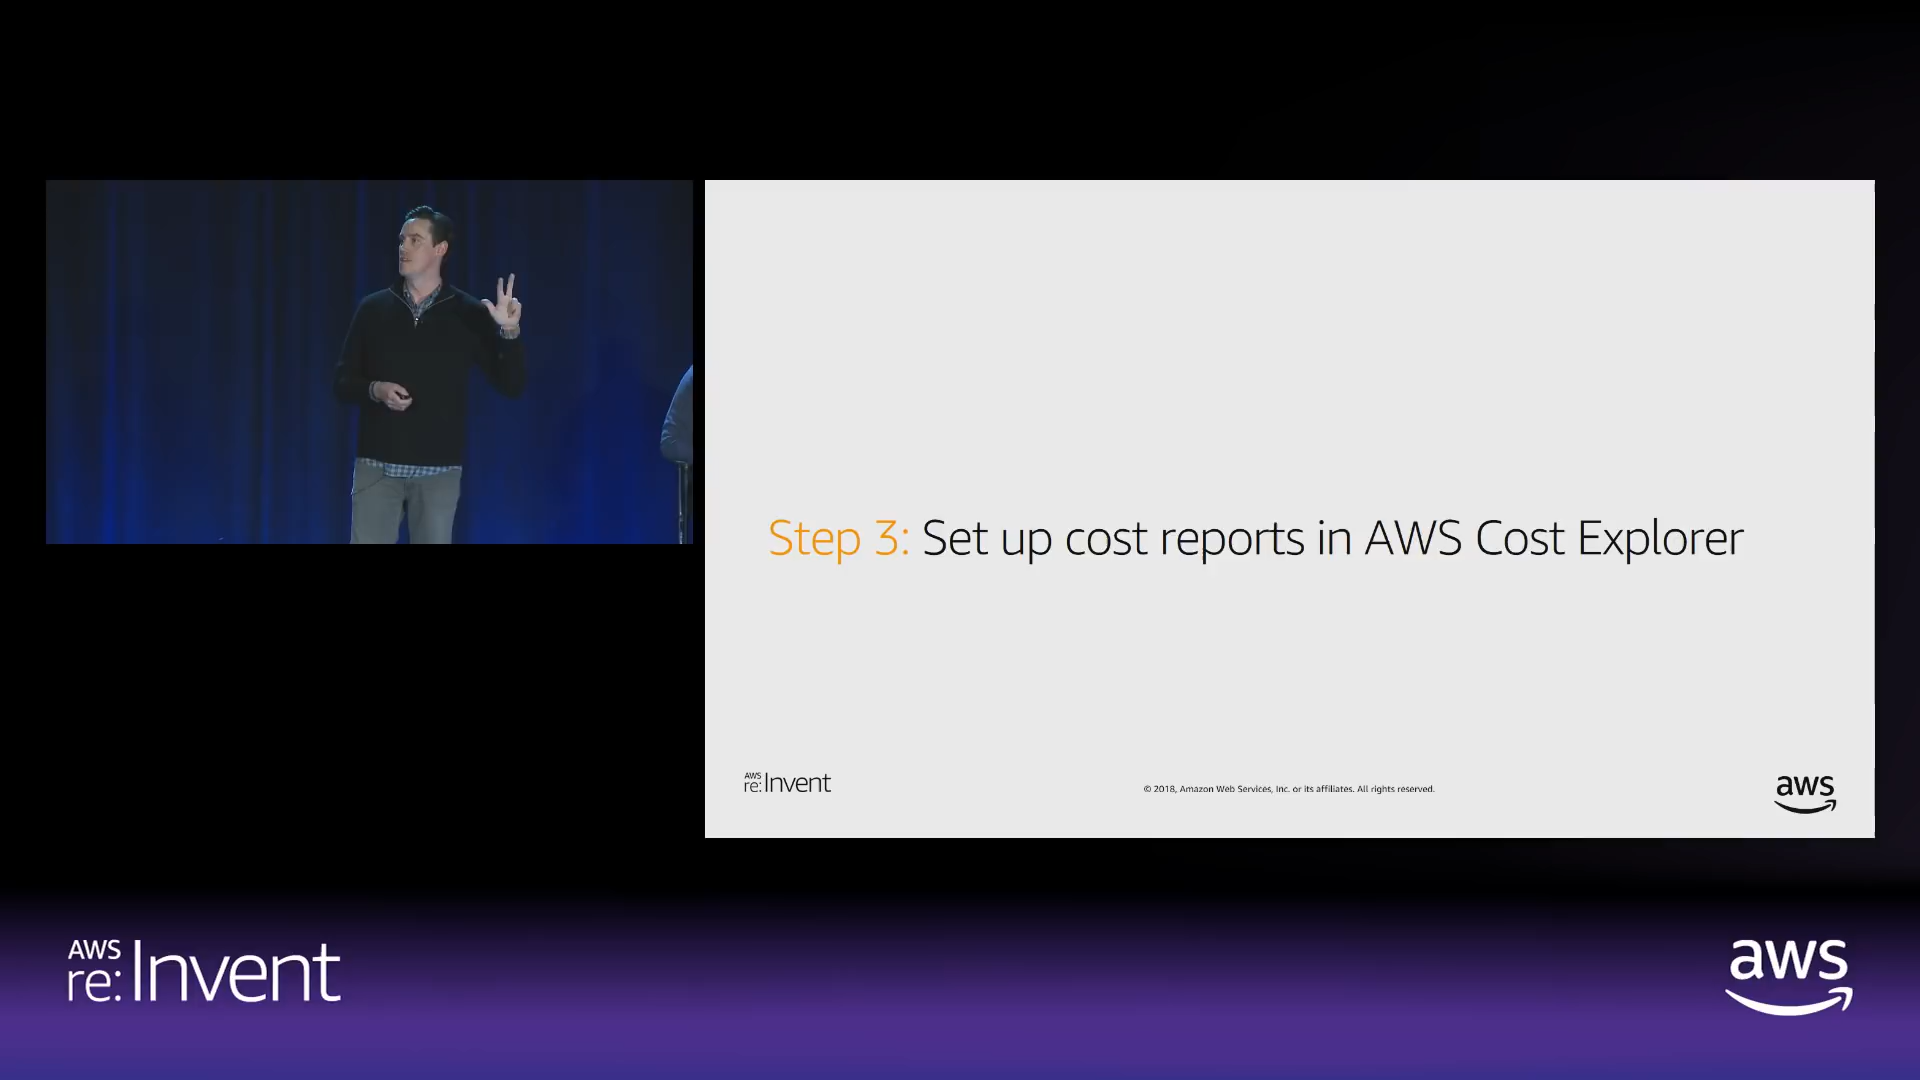 Step 3: Set up cost reports in AWS Cost Explorer
AWS
re:Invent
© 2018, Amazon Web Services, Inc. or its affiliates. All rights reserved.
aws
AWS
re:Invent
aws